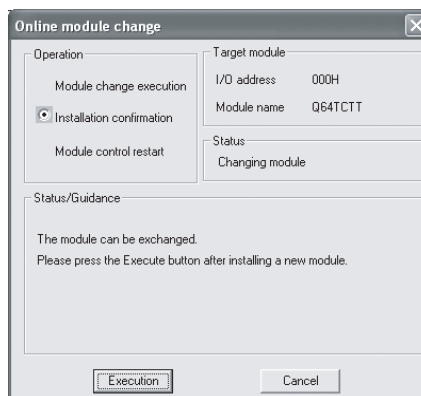 Online module change
Operation
Module change execution
Installation confirmation
Module control restart
Target module
I/O address 000H
Module name Q64TCTT
Status
Changing module
Status/Guidance
The module can be exchanged.
Please press the Execute button after installing a new module.
Execution Cancel